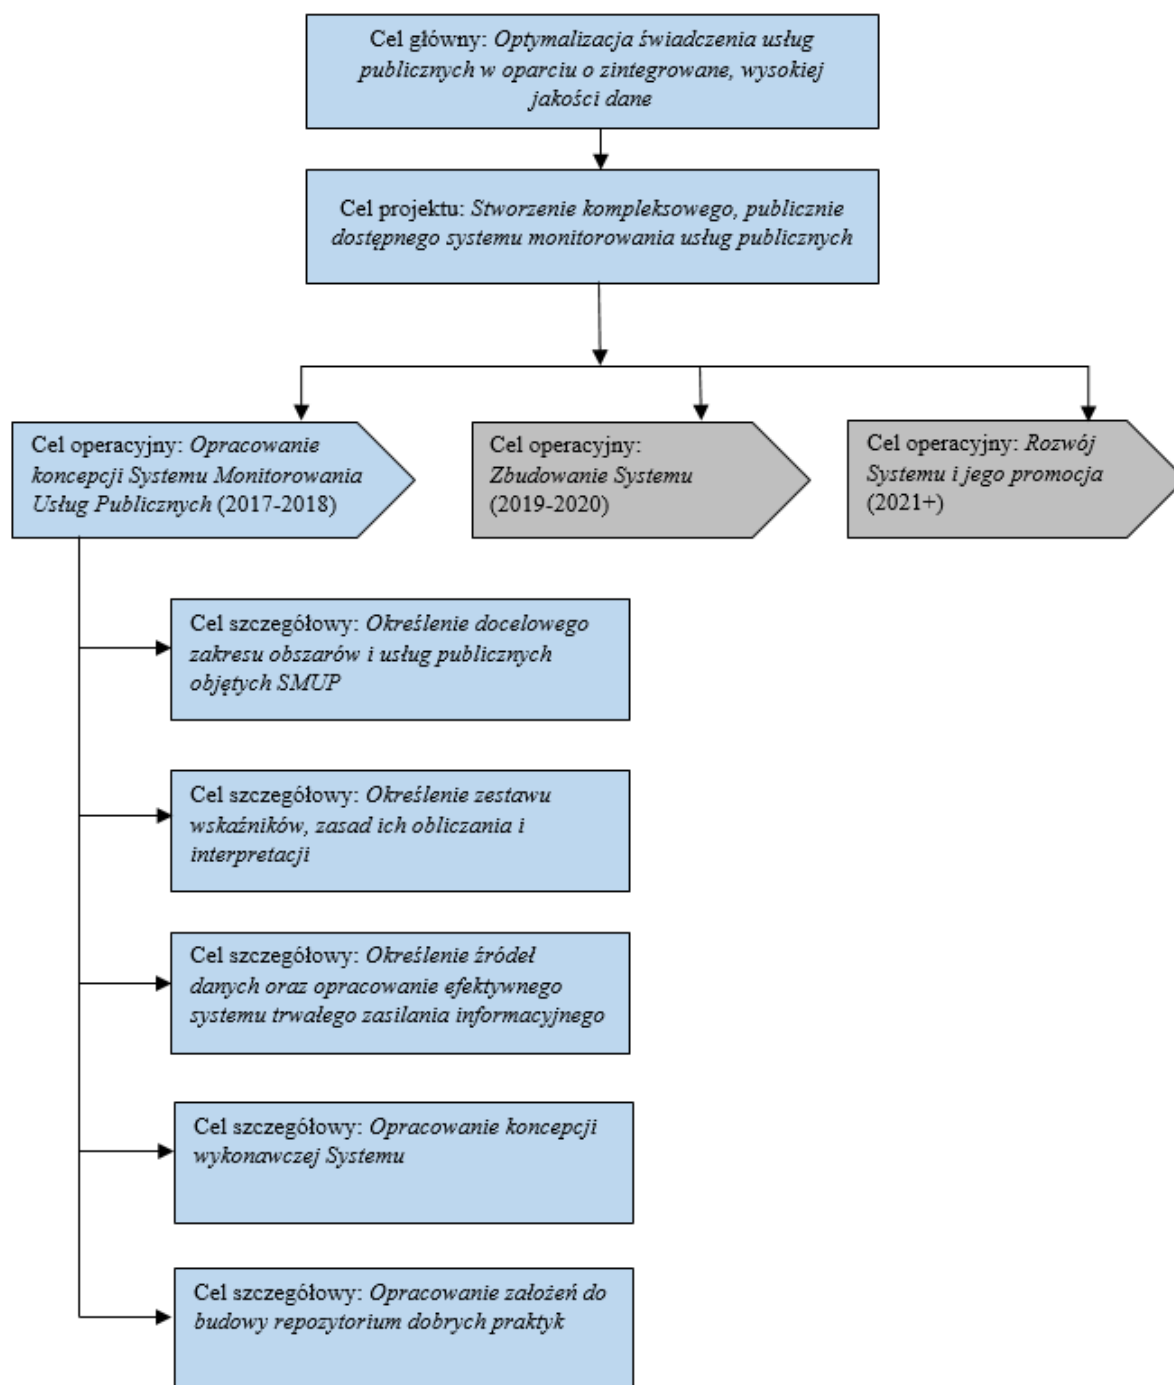 Cel główny: Optymalizacja świadczenia usług
publicznych w oparciu o zintegrowane, wysokiej
jakości dane
Cel projektu: Stworzenie kompleksowego, publicznie
dostępnego systemu monitorowania usług publicznych
Cel operacyjny: Opracowanie
koncepcji Systemu Monitorowania
Usług Publicznych (2017-2018)
Cel operacyjny:
Zbudowanie Systemu
(2019-2020)
Cel operacyjny: Rozwój
Systemu i jego promocja
(2021+)
Cel szczegółowy: Określenie docelowego
zakresu obszarów i usług publicznych
objętych SMUP
Cel szczegółowy: Określenie zestawu
wskaźników, zasad ich obliczania i
interpretacji
Cel szczegółowy: Określenie źródeł
danych oraz opracowanie efektywnego
systemu trwałego zasilania informacyjnego
Cel szczegółowy: Opracowanie koncepcji
wykonawczej Systemu
Cel szczegółowy: Opracowanie założeń do
budowy repozytorium dobrych praktyk